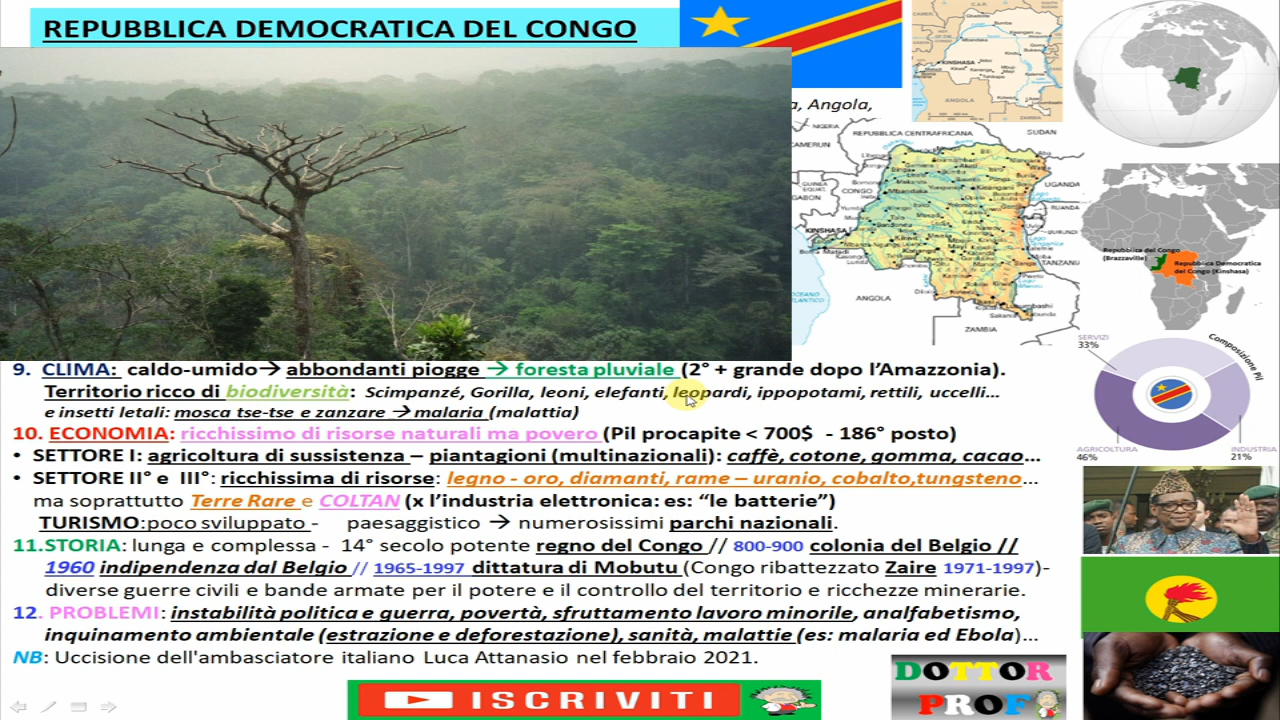 REPUBBLICA DEMOCRATICA DEL CONGO
, Angola,
KINSHASA
ANGOLA
NIGERIA
REPUBBLICA CENTRAFRICANA
SUDAN
CAMERUN
UGANDA
CONGO
GABON
RUANDA
KINSHASA
TANZANIA
ANGOLA
ZAMBIA
Repubblica del Congo
(Brazzaville)
Repubblica Democratica
del Congo (Kinshasa)
SERVIZI
33%
Composizione Pil
AGRICOLTURA
46%
INDUSTRIA
21%
9. CLIMA: caldo-umido→ abbondanti piogge → foresta pluviale (2° + grande dopo l’Amazzonia).
Territorio ricco di biodiversità: Scimpanzé, Gorilla, leoni, elefanti, leopardi, ippopotami, rettili, uccelli...
e insetti letali: mosca tse-tse e zanzare → malaria (malattia)
10. ECONOMIA: ricchissimo di risorse naturali ma povero (Pil procapite < 700$ - 186° posto)
• SETTORE I: agricoltura di sussistenza – piantagioni (multinazionali): caffè, cotone, gomma, cacao...
• SETTORE II° e III°: ricchissima di risorse: legno - oro, diamanti, rame – uranio, cobalto,tungsteno...
ma soprattutto Terre Rare e COLTAN (x l’industria elettronica: es: “le batterie”)
TURISMO:poco sviluppato - paesaggistico → numerosissimi parchi nazionali.
11.STORIA: lunga e complessa - 14° secolo potente regno del Congo // 800-900 colonia del Belgio //
1960 indipendenza dal Belgio // 1965-1997 dittatura di Mobutu (Congo ribattezzato Zaire 1971-1997)-
diverse guerre civili e bande armate per il potere e il controllo del territorio e ricchezze minerarie.
12. PROBLEMI: instabilità politica e guerra, povertà, sfruttamento lavoro minorile, analfabetismo,
inquinamento ambientale (estrazione e deforestazione), sanità, malattie (es: malaria ed Ebola)...
NB: Uccisione dell'ambasciatore italiano Luca Attanasio nel febbraio 2021.
ISCRIVITI
DOTTOR
PROF